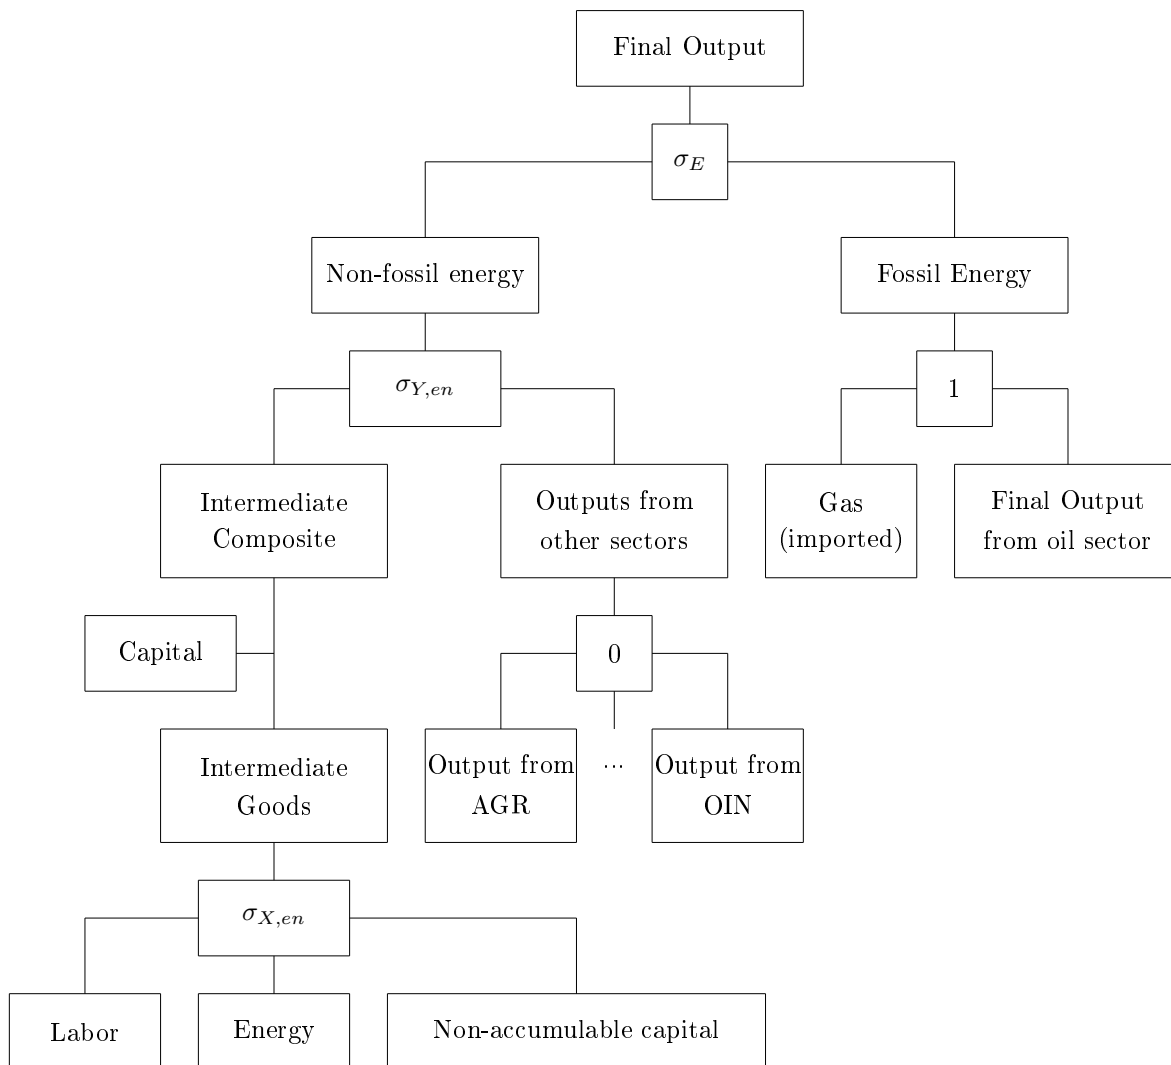 Final Output
σ_E
Non-fossil energy
Fossil Energy
σ_{Y,en}
1
Intermediate
Composite
Outputs from
other sectors
Gas
(imported)
Final Output
from oil sector
Capital
0
Intermediate
Goods
Output from
AGR
...
Output from
OIN
σ_{X,en}
Labor
Energy
Non-accumulable capital